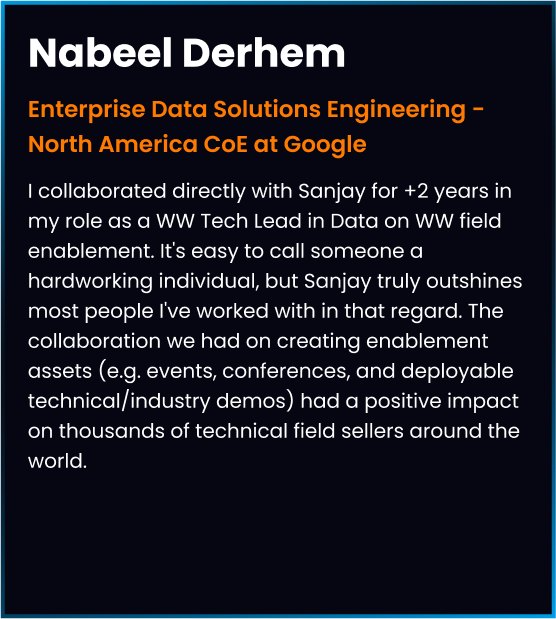 Nabeel Derhem
Enterprise Data Solutions Engineering -
North America CoE at Google
I collaborated directly with Sanjay for +2 years in
my role as a WW Tech Lead in Data on WW field
enablement. It's easy to call someone a
hardworking individual, but Sanjay truly outshines
most people I've worked with in that regard. The
collaboration we had on creating enablement
assets (e.g. events, conferences, and deployable
technical/industry demos) had a positive impact
on thousands of technical field sellers around the
world.